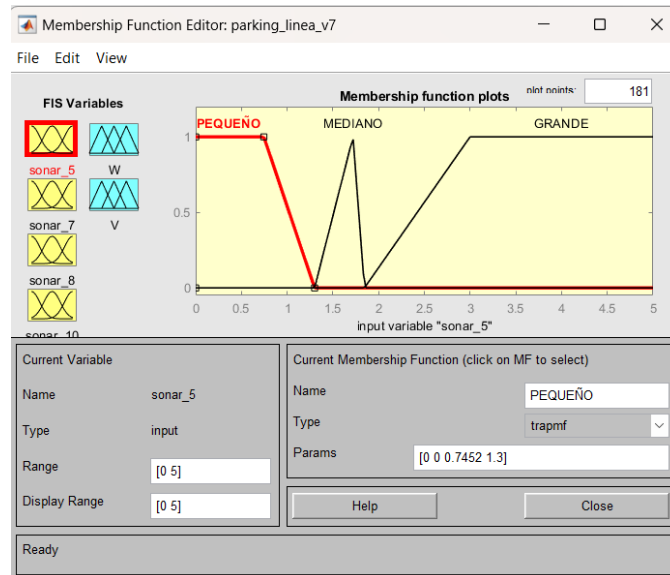 Membership Function Editor: parking_linea_v7
File Edit View
FIS Variables
sonar_5 W
sonar_7 V
sonar_8
sonar_10
Membership function plots plot points: 181
PEQUEÑO MEDIANO GRANDE
1
0.5
0
0 0.5 1 1.5 2 2.5 3 3.5 4 4.5 5
input variable "sonar_5"
Current Variable
Name sonar_5
Type input
Range [0 5]
Display Range [0 5]
Current Membership Function (click on MF to select)
Name PEQUEÑO
Type trapmf
Params [0 0 0.7452 1.3]
Help Close
Ready